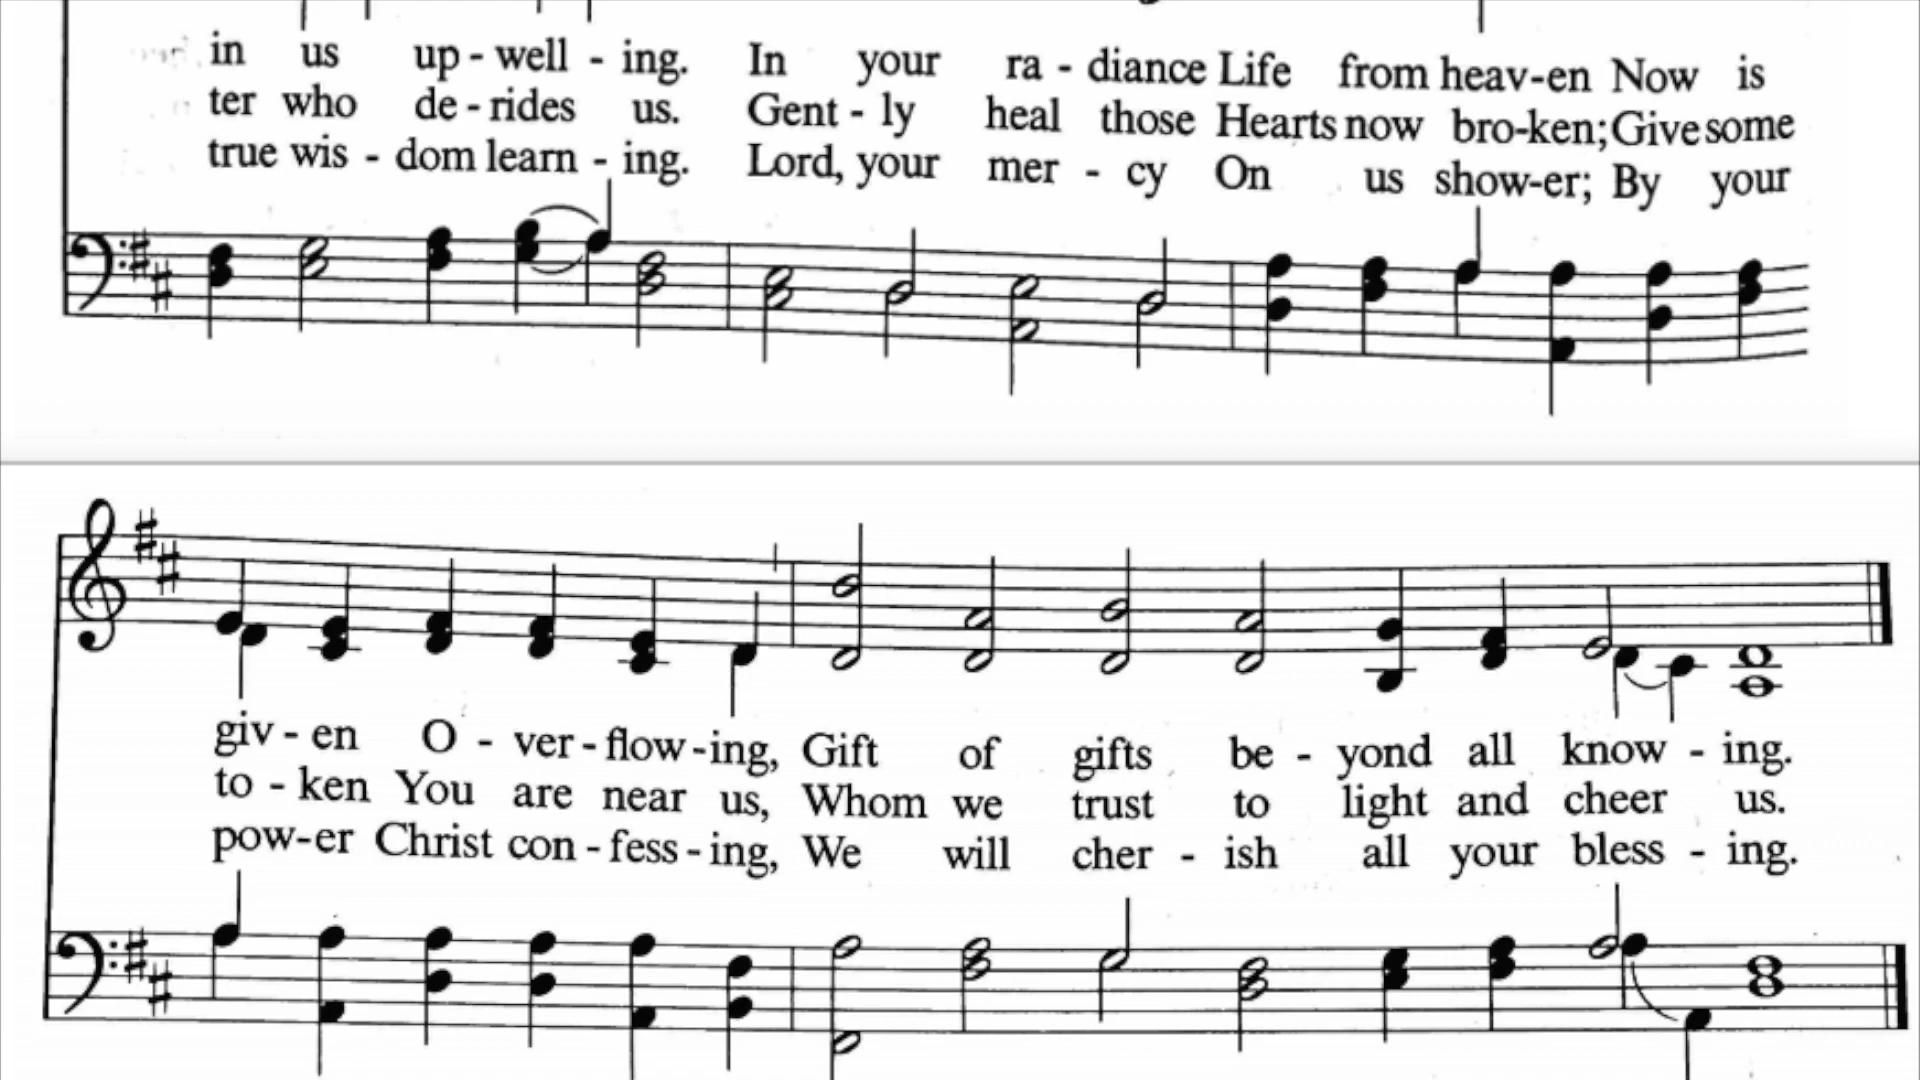 in us up - well - ing. In your ra - diance Life from heav-en Now is
ter who de - rides us. Gent - ly heal those Hearts now bro-ken; Give some
true wis - dom learn - ing. Lord, your mer - cy On us show-er; By your
giv - en O - ver - flow - ing, Gift of gifts be - yond all know - ing.
to - ken You are near us, Whom we trust to light and cheer us.
pow-er Christ con - fess - ing, We will cher - ish all your bless - ing.